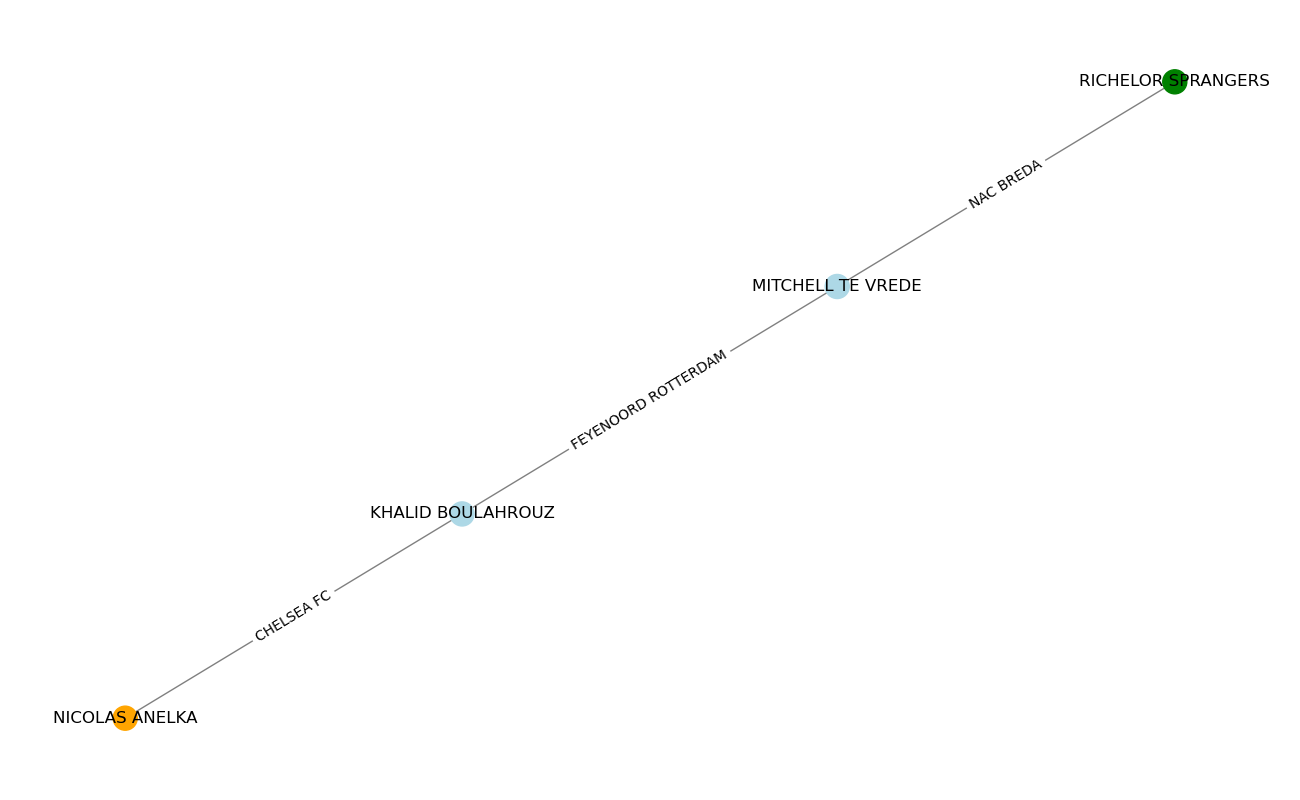 RICHELOR SPRANGERS
NAC BREDA
MITCHELL TE VREDE
FEYENOORD ROTTERDAM
KHALID BOULAHROUZ
CHELSEA FC
NICOLAS ANELKA